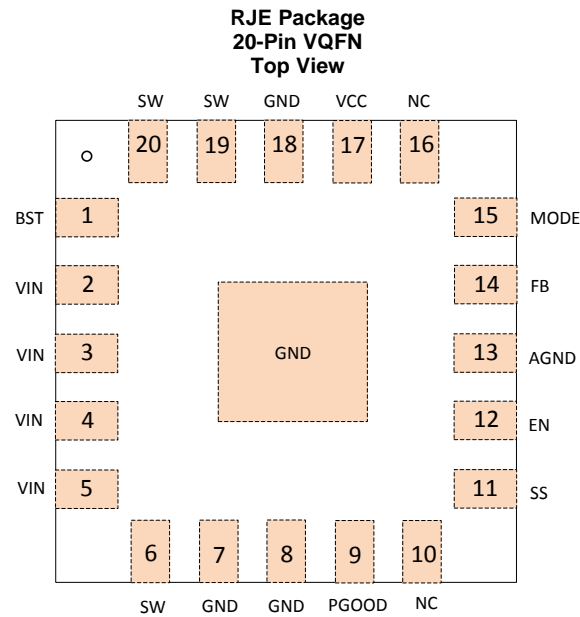 RJE Package
20-Pin VQFN
Top View
SW SW GND VCC NC
20 19 18 17 16
BST 1 15 MODE
VIN 2 14 FB
VIN 3 GND 13 AGND
VIN 4 12 EN
VIN 5 11 SS
6 7 8 9 10
SW GND GND PGOOD NC